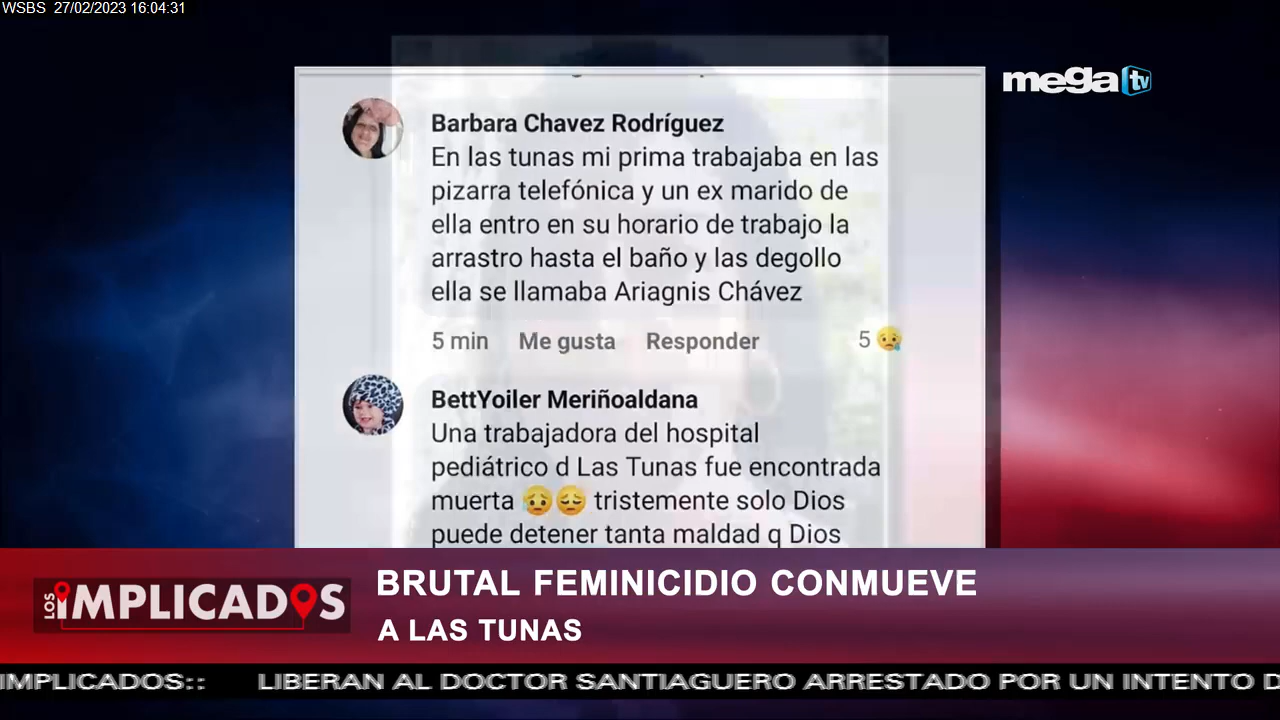 WSBS 27/02/2023 16:04:31
mega tv
Barbara Chavez Rodríguez
En las tunas mi prima trabajaba en las
pizarra telefónica y un ex marido de
ella entro en su horario de trabajo la
arrastro hasta el baño y las degollo
ella se llamaba Ariagnis Chávez
5 min Me gusta Responder 5 😥
BettYoiler Meriñoaldana
Una trabajadora del hospital
pediátrico d Las Tunas fue encontrada
muerta 😥😔 tristemente solo Dios
puede detener tanta maldad q Dios
LOS IMPLICADOS
BRUTAL FEMINICIDIO CONMUEVE
A LAS TUNAS
IMPLICADOS:: LIBERAN AL DOCTOR SANTIAGUERO ARRESTADO POR UN INTENTO D